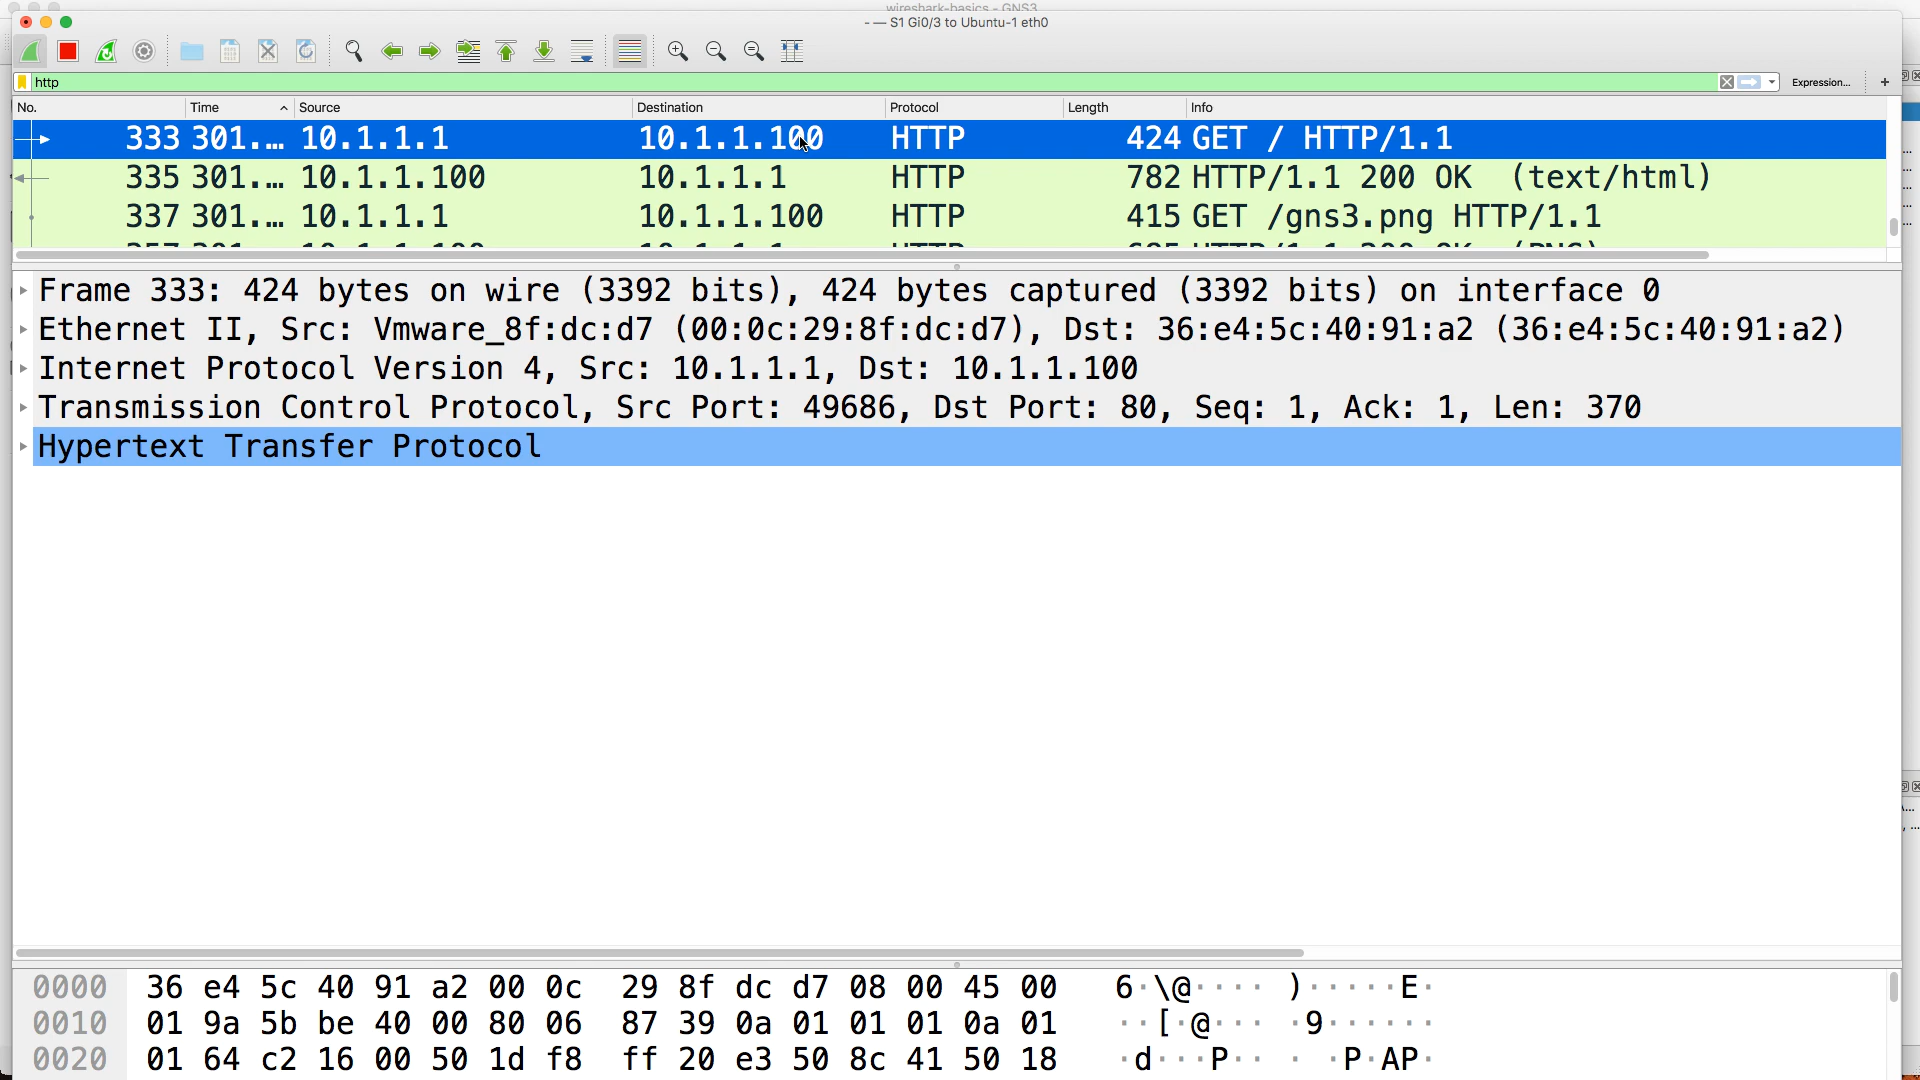 wireshark-basics - GNS3
- — S1 Gi0/3 to Ubuntu-1 eth0
http
Expression... +
No. Time Source Destination Protocol Length Info
333 301.… 10.1.1.1 10.1.1.100 HTTP 424 GET / HTTP/1.1
335 301.… 10.1.1.100 10.1.1.1 HTTP 782 HTTP/1.1 200 OK (text/html)
337 301.… 10.1.1.1 10.1.1.100 HTTP 415 GET /gns3.png HTTP/1.1
Frame 333: 424 bytes on wire (3392 bits), 424 bytes captured (3392 bits) on interface 0
Ethernet II, Src: Vmware_8f:dc:d7 (00:0c:29:8f:dc:d7), Dst: 36:e4:5c:40:91:a2 (36:e4:5c:40:91:a2)
Internet Protocol Version 4, Src: 10.1.1.1, Dst: 10.1.1.100
Transmission Control Protocol, Src Port: 49686, Dst Port: 80, Seq: 1, Ack: 1, Len: 370
Hypertext Transfer Protocol
0000 36 e4 5c 40 91 a2 00 0c 29 8f dc d7 08 00 45 00 6·\@···· )·····E·
0010 01 9a 5b be 40 00 80 06 87 39 0a 01 01 01 0a 01 ··[·@··· ·9······
0020 01 64 c2 16 00 50 1d f8 ff 20 e3 50 8c 41 50 18 ·d···P·· · ·P·AP·